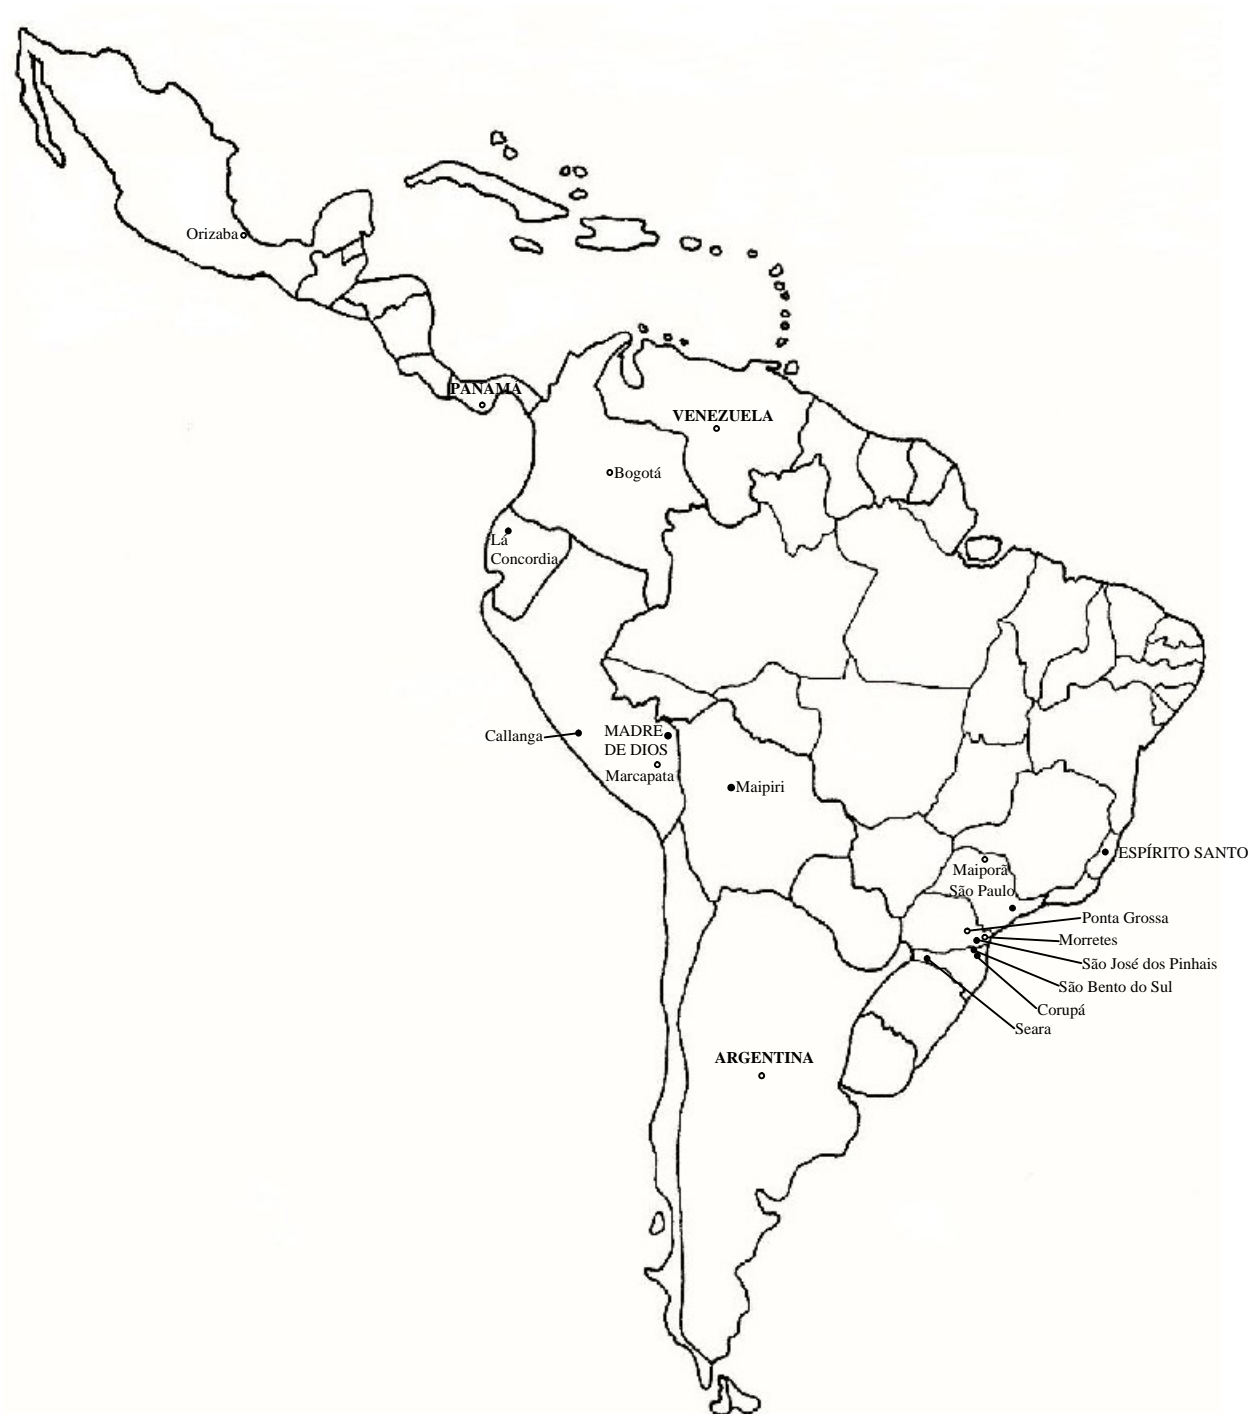 Orizaba
PANAMÁ
VENEZUELA
Bogotá
La
Concordia
Callanga
MADRE
DE DIOS
Marcapata
Maipiri
ESPÍRITO SANTO
Maiporã
São Paulo
Ponta Grossa
Morretes
São José dos Pinhais
São Bento do Sul
Corupá
Seara
ARGENTINA